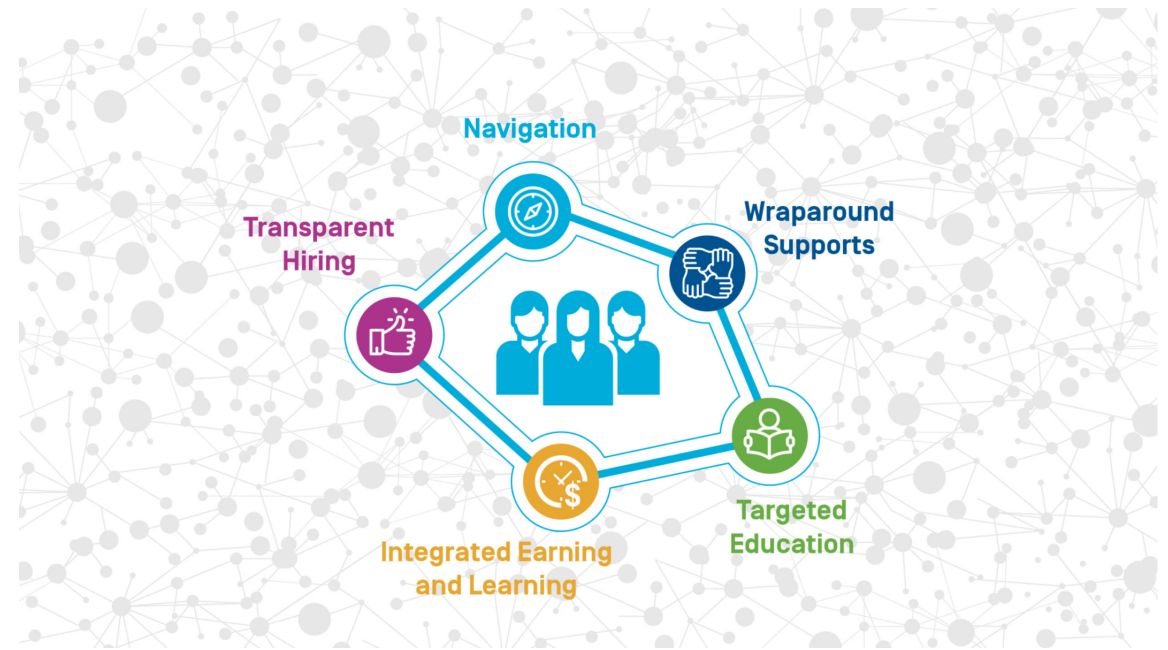 Navigation
Wraparound
Supports
Transparent
Hiring
$
Targeted
Education
Integrated Earning
and Learning